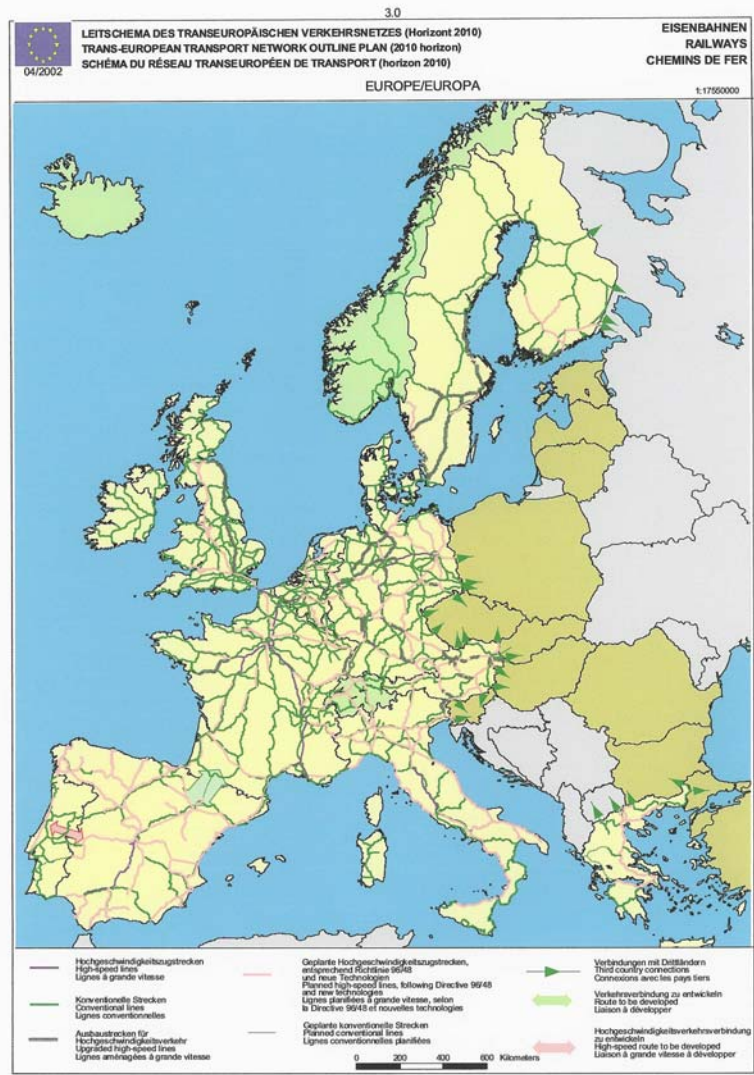 3.0
04/2002
LEITSCHEMA DES TRANSEUROPÄISCHEN VERKEHRSNETZES (Horizont 2010)
TRANS-EUROPEAN TRANSPORT NETWORK OUTLINE PLAN (2010 horizon)
SCHÉMA DU RÉSEAU TRANSEUROPÉEN DE TRANSPORT (horizon 2010)
EISENBAHNEN
RAILWAYS
CHEMINS DE FER
EUROPE/EUROPA
1:17550000
Hochgeschwindigkeitszugstrecken
High-speed lines
Lignes à grande vitesse
Konventionelle Strecken
Conventional lines
Lignes conventionnelles
Ausbaustrecken für
Hochgeschwindigkeitverkehr
Upgraded high-speed lines
Lignes aménagées à grande vitesse
Geplante Hochgeschwindigkeitszugstrecken,
entsprechend Richtlinie 96/48
und neue Technologien
Planned high-speed lines, following Directive 96/48
and new technologies
Lignes planifiées à grande vitesse, selon
la Directive 96/48 et nouvelles technologies
Geplante konventionelle Strecken
Planned conventional lines
Lignes conventionnelles planifiées
0 200 400 600 Kilometers
Verbindungen mit Drittländern
Third country connections
Connexions avec les pays tiers
Verkehrsverbindung zu entwickeln
Route to be developed
Liaison à développer
Hochgeschwindigkeitsverkehrsverbindung
zu entwickeln
High-speed route to be developed
Liaison à grande vitesse à développer